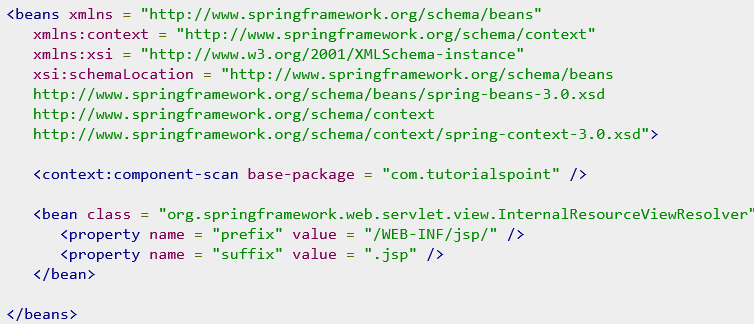 <beans xmlns = "http://www.springframework.org/schema/beans"
xmlns:context = "http://www.springframework.org/schema/context"
xmlns:xsi = "http://www.w3.org/2001/XMLSchema-instance"
xsi:schemaLocation = "http://www.springframework.org/schema/beans
http://www.springframework.org/schema/beans/spring-beans-3.0.xsd
http://www.springframework.org/schema/context
http://www.springframework.org/schema/context/spring-context-3.0.xsd">
<context:component-scan base-package = "com.tutorialspoint" />
<bean class = "org.springframework.web.servlet.view.InternalResourceViewResolver"
<property name = "prefix" value = "/WEB-INF/jsp/" />
<property name = "suffix" value = ".jsp" />
</bean>
</beans>